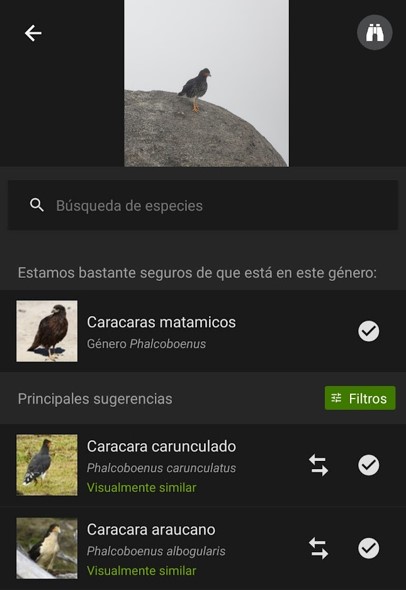 Búsqueda de especies
Estamos bastante seguros de que está en este género:
Caracaras matamicos
Género Phalcoboenus
Principales sugerencias
Filtros
Caracara carunculado
Phalcoboenus carunculatus
Visualmente similar
Caracara araucano
Phalcoboenus albogularis
Visualmente similar